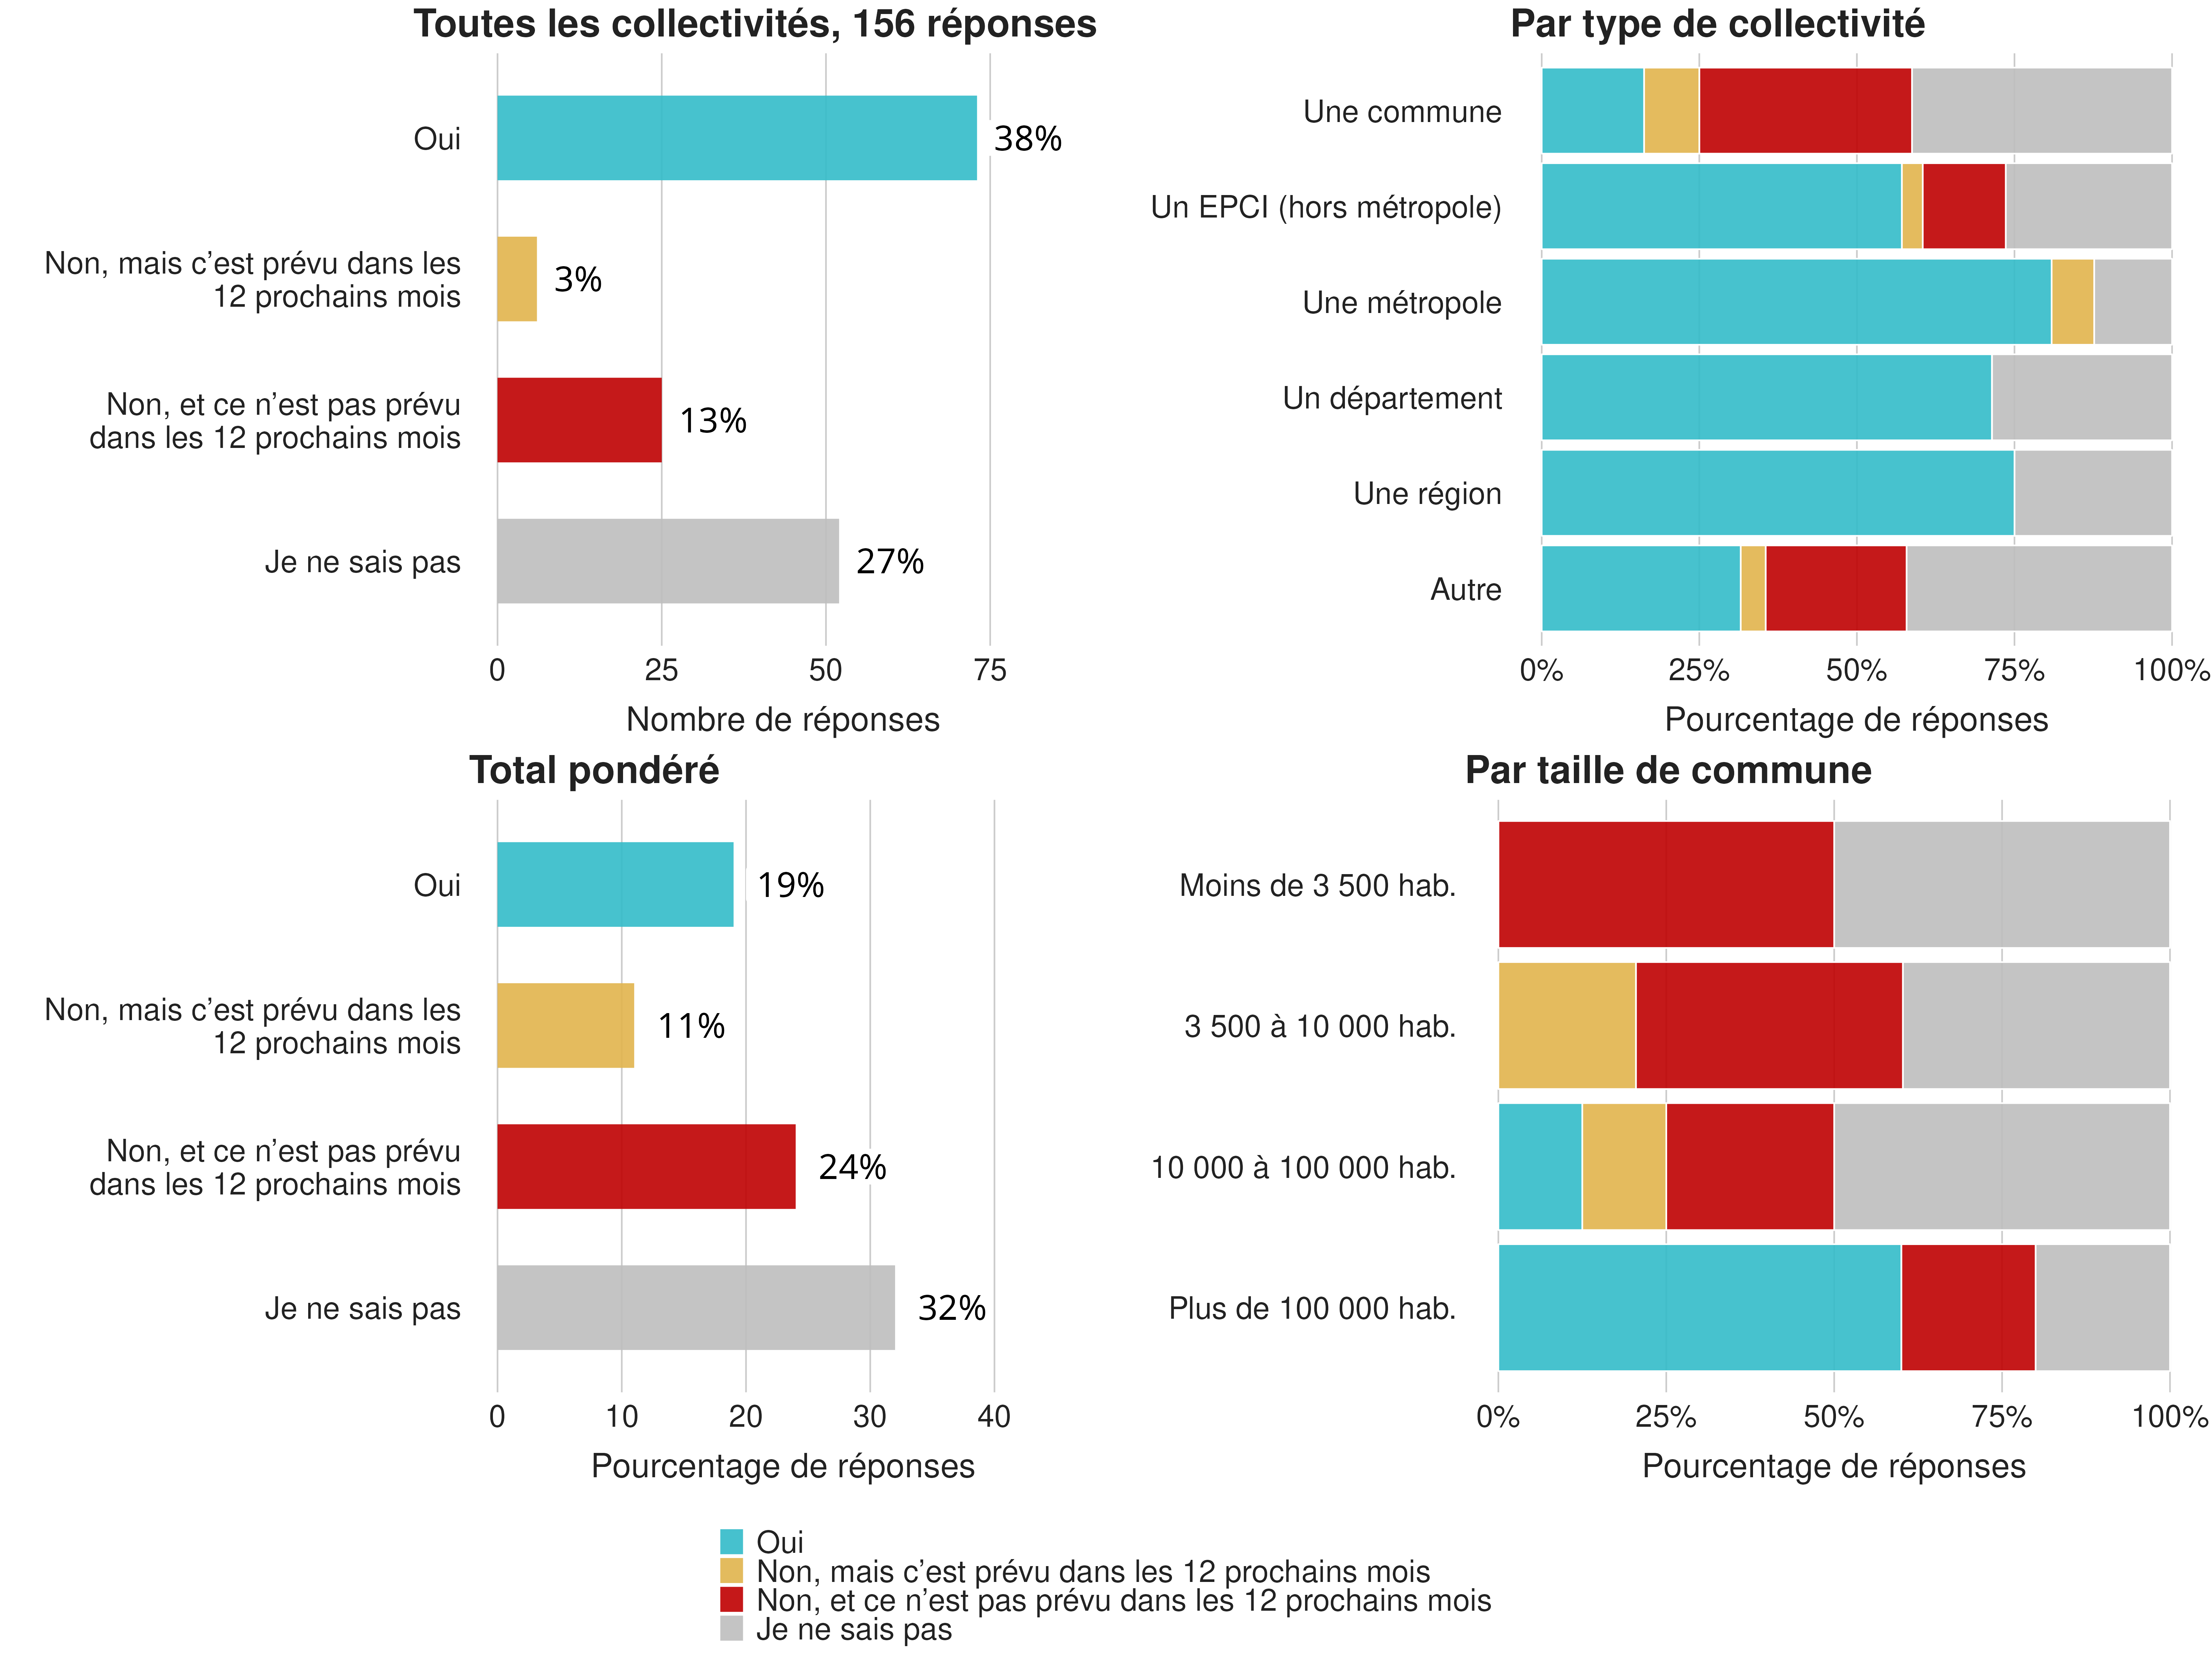 Toutes les collectivités, 156 réponses
Oui
38%
Non, mais c’est prévu dans les
12 prochains mois
3%
Non, et ce n’est pas prévu
dans les 12 prochains mois
13%
Je ne sais pas
27%
0 25 50 75
Nombre de réponses
Par type de collectivité
Une commune
Un EPCI (hors métropole)
Une métropole
Un département
Une région
Autre
0% 25% 50% 75% 100%
Pourcentage de réponses
Total pondéré
Oui
19%
Non, mais c’est prévu dans les
12 prochains mois
11%
Non, et ce n’est pas prévu
dans les 12 prochains mois
24%
Je ne sais pas
32%
0 10 20 30 40
Pourcentage de réponses
Par taille de commune
Moins de 3 500 hab.
3 500 à 10 000 hab.
10 000 à 100 000 hab.
Plus de 100 000 hab.
0% 25% 50% 75% 100%
Pourcentage de réponses
Oui
Non, mais c’est prévu dans les 12 prochains mois
Non, et ce n’est pas prévu dans les 12 prochains mois
Je ne sais pas